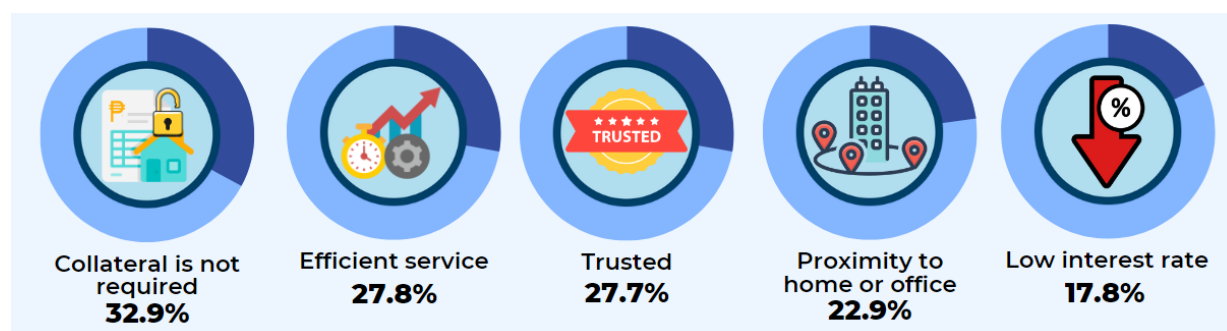 ₱
TRUSTED
%
Collateral is not
required
32.9%
Efficient service
27.8%
Trusted
27.7%
Proximity to
home or office
22.9%
Low interest rate
17.8%